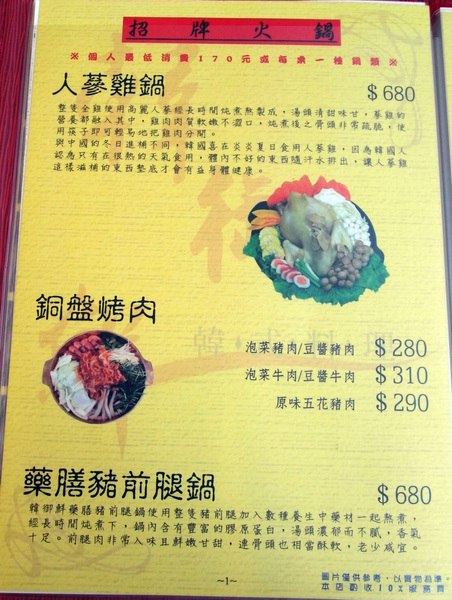 招牌火鍋
※個人最低消費170元或每桌一種鍋類※
人蔘雞鍋 $680
整隻全雞使用高麗人蔘經長時間炖煮熬製成，湯頭清甜味甘，蔘雞的
營養都融入其中，雞肉肉質軟嫩不澀口，炖煮後之骨頭非常疏脆，使
用筷子即可輕易地把雞肉分開。
與中國的冬日進補不同，韓國喜在炎炎夏日食用人蔘雞，因為韓國人
認為只有在很熱的天氣食用，體內不好的東西隨汗水排出，讓人蔘雞
這樣滋補的東西墊底才會有益身體健康。
銅盤烤肉
泡菜豬肉/豆醬豬肉 $280
泡菜牛肉/豆醬牛肉 $310
原味五花豬肉 $290
藥膳豬前腿鍋 $680
韓御鮮藥膳豬前腿鍋使用整隻豬前腿加入數種養生中藥材一起熬煮，
經長時間炖煮下，鍋內含有豐富的膠原蛋白，湯頭濃郁而不膩，香氣
十足。前腿肉非常入味且鮮嫩甘甜，連骨頭也相當酥軟，老少咸宜。
~1~
圖片僅供參考，以實物為準。
本店酌收10%服務費